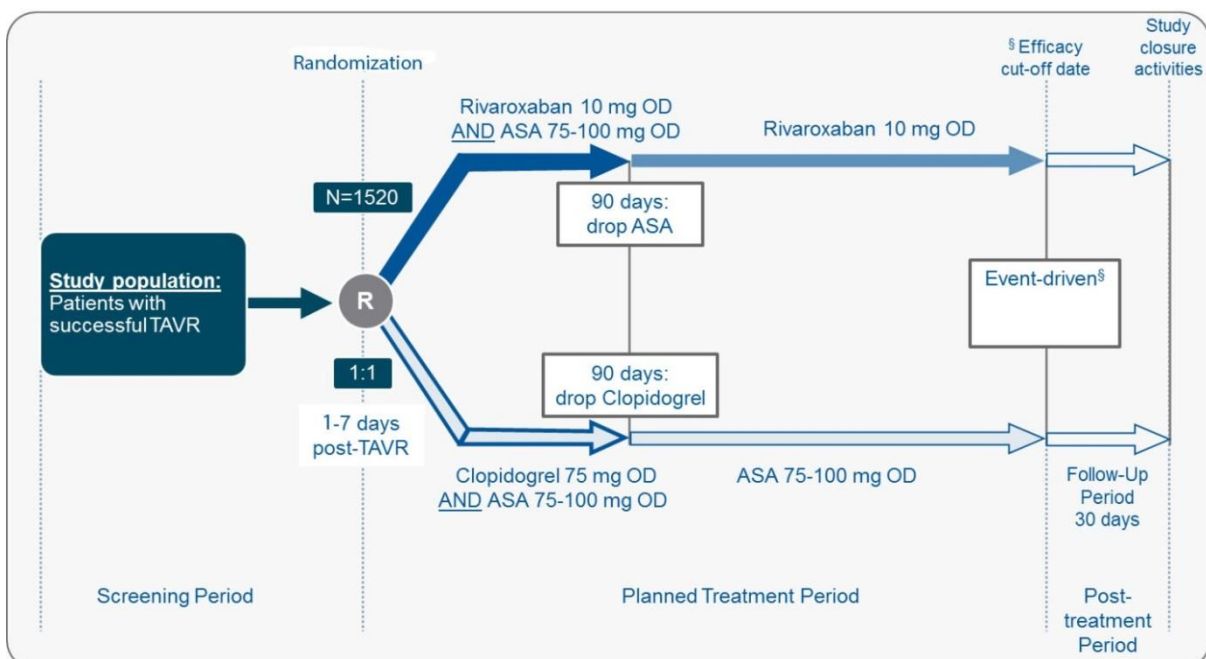 Randomization
§ Efficacy
cut-off date
Study
closure
activities
Rivaroxaban 10 mg OD
AND ASA 75-100 mg OD
Rivaroxaban 10 mg OD
N=1520
90 days:
drop ASA
Study population:
Patients with
successful TAVR
R
Event-driven§
1:1
90 days:
drop Clopidogrel
1-7 days
post-TAVR
Clopidogrel 75 mg OD
AND ASA 75-100 mg OD
ASA 75-100 mg OD
Follow-Up
Period
30 days
Screening Period
Planned Treatment Period
Post-
treatment
Period